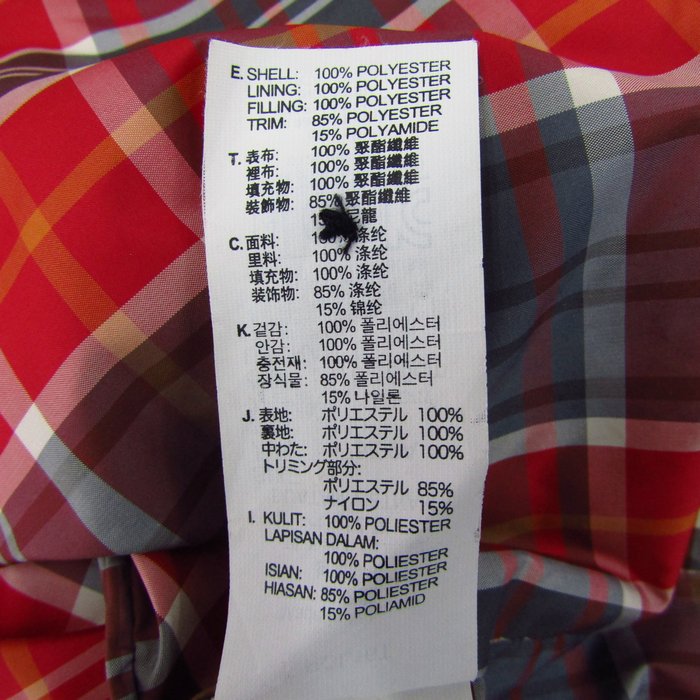 E. SHELL: 100% POLYESTER
LINING: 100% POLYESTER
FILLING: 100% POLYESTER
TRIM: 85% POLYESTER
15% POLYAMIDE
T. 表布: 100% 聚酯纖維
裡布: 100% 聚酯纖維
填充物: 100% 聚酯纖維
裝飾物: 85% 聚酯纖維
尼龍
C. 面料: 100% 涤纶
里料: 100% 涤纶
填充物: 100% 涤纶
装饰物: 85% 涤纶
15% 锦纶
K. 겉감: 100% 폴리에스터
안감: 100% 폴리에스터
충전재: 100% 폴리에스터
장식물: 85% 폴리에스터
15% 나일론
J. 表地: ポリエステル 100%
裏地: ポリエステル 100%
中わた: ポリエステル 100%
トリミング部分:
ポリエステル 85%
ナイロン 15%
I. KULIT: 100% POLIESTER
LAPISAN DALAM:
100% POLIESTER
ISIAN: 100% POLIESTER
HIASAN: 85% POLIESTER
15% POLIAMID